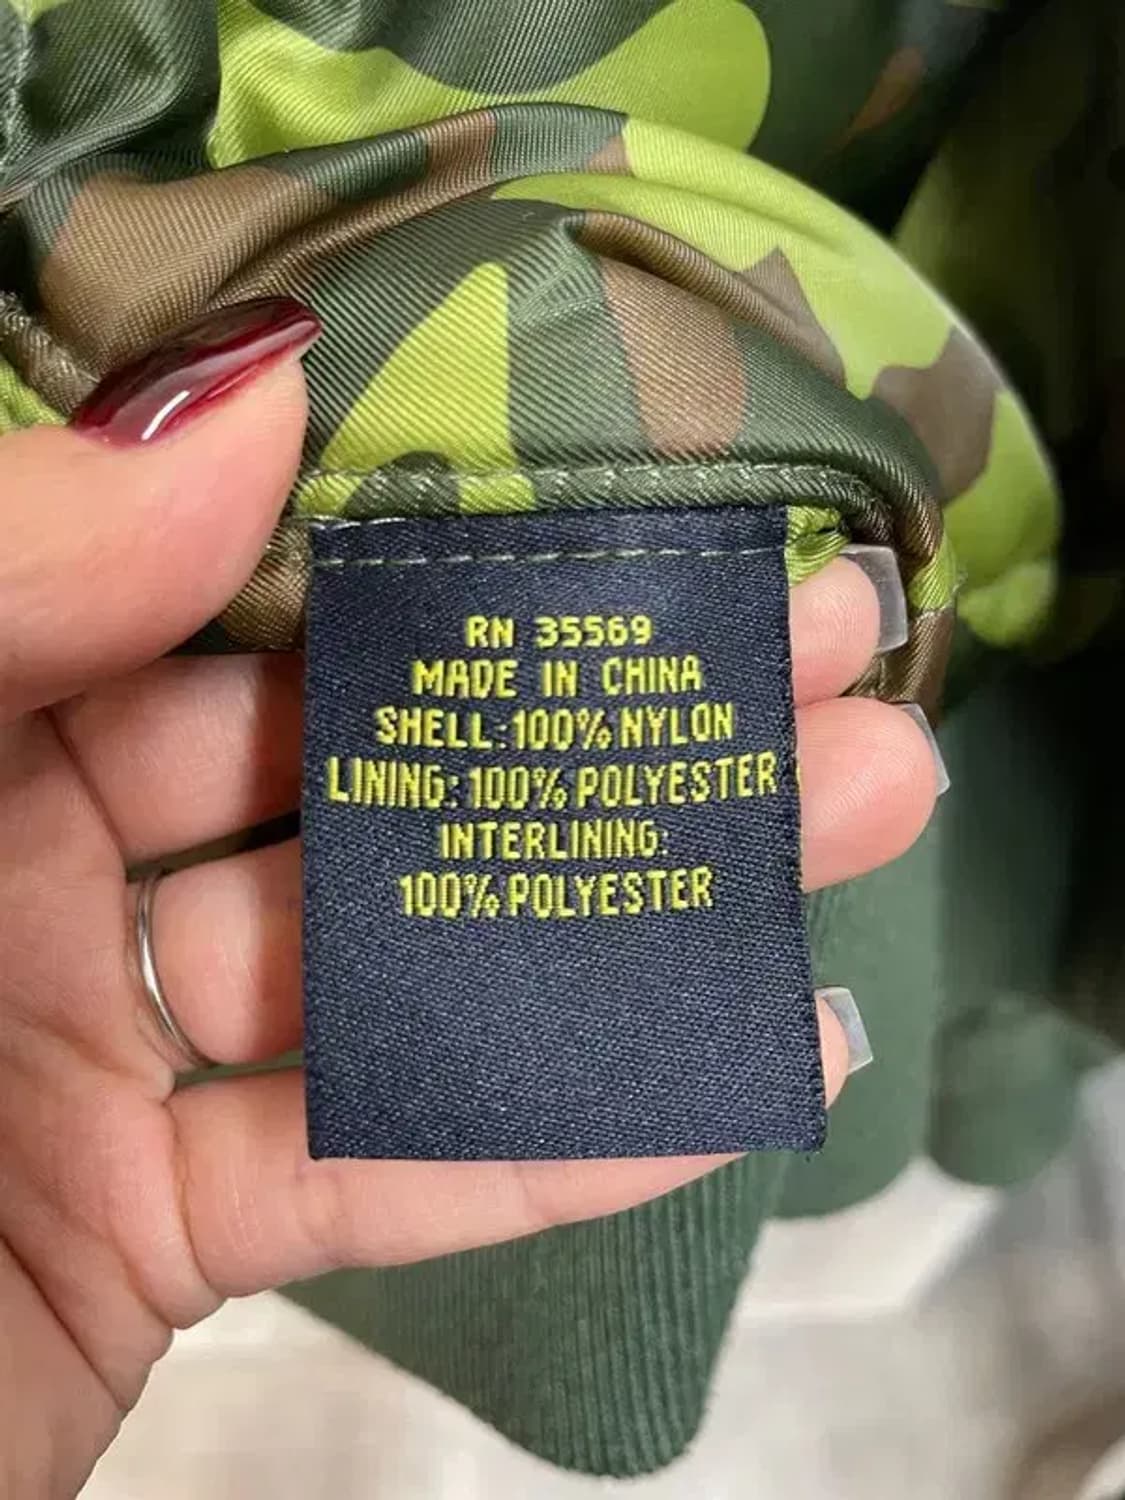 RN 35569
MADE IN CHINA
SHELL: 100% NYLON
LINING: 100% POLYESTER
INTERLINING:
100% POLYESTER